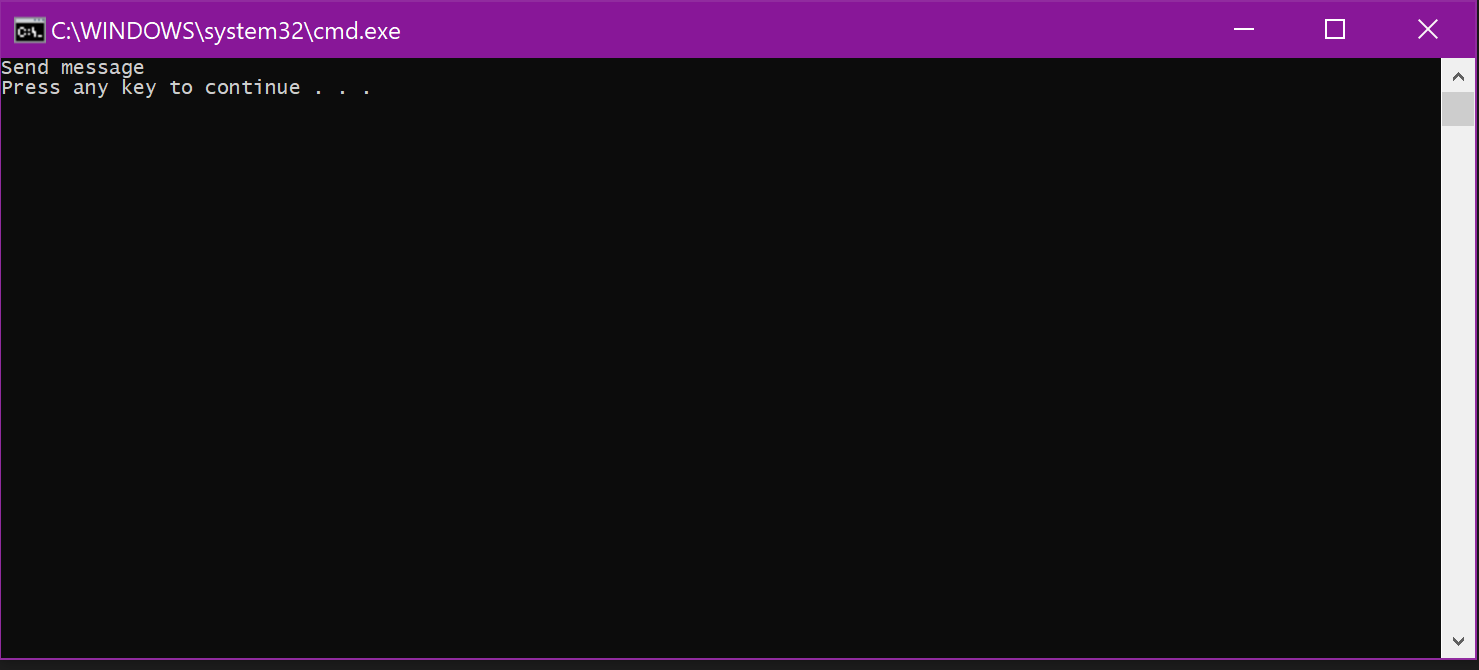 C:\WINDOWS\system32\cmd.exe
Send message
Press any key to continue . . .